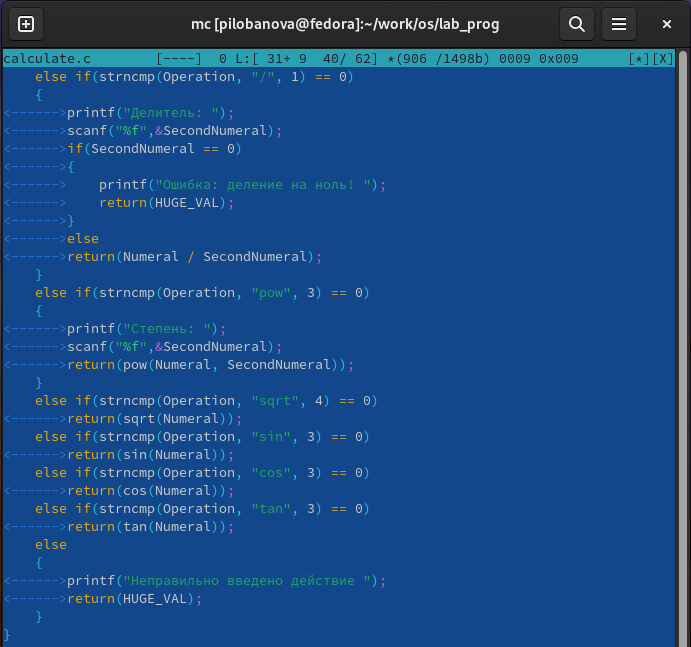 mc [pilobanova@fedora]:~/work/os/lab_prog
calculate.c        [----]  0 L:[ 31+ 9  40/ 62] *(906 /1498b) 0009 0x009     [*][X]
    else if(strncmp(Operation, "/", 1) == 0)
    {
<------>printf("Делитель: ");
<------>scanf("%f",&SecondNumeral);
<------>if(SecondNumeral == 0)
<------>{
<------>    printf("Ошибка: деление на ноль! ");
<------>    return(HUGE_VAL);
<------>}
<------>else
<------>return(Numeral / SecondNumeral);
    }
    else if(strncmp(Operation, "pow", 3) == 0)
    {
<------>printf("Степень: ");
<------>scanf("%f",&SecondNumeral);
<------>return(pow(Numeral, SecondNumeral));
    }
    else if(strncmp(Operation, "sqrt", 4) == 0)
<------>return(sqrt(Numeral));
    else if(strncmp(Operation, "sin", 3) == 0)
<------>return(sin(Numeral));
    else if(strncmp(Operation, "cos", 3) == 0)
<------>return(cos(Numeral));
    else if(strncmp(Operation, "tan", 3) == 0)
<------>return(tan(Numeral));
    else
    {
<------>printf("Неправильно введено действие ");
<------>return(HUGE_VAL);
    }
}